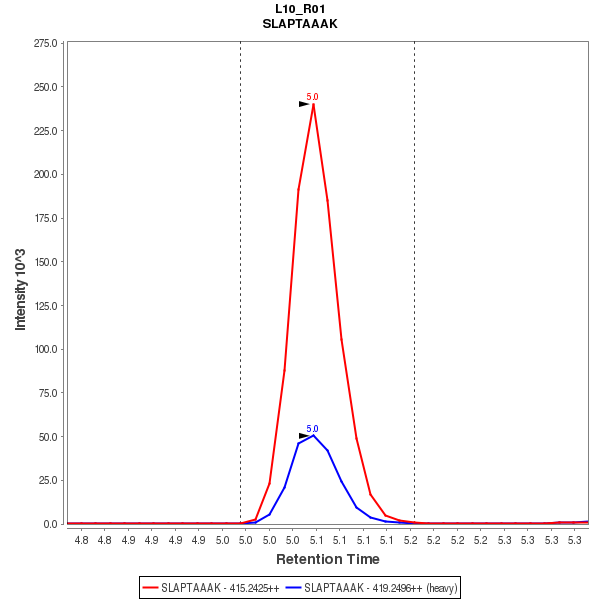 L10_R01
SLAPTAAAK
Intensity 10^3
275.0
250.0
225.0
200.0
175.0
150.0
125.0
100.0
75.0
50.0
25.0
0.0
5.0
5.0
4.8 4.8 4.9 4.9 4.9 4.9 5.0 5.0 5.0 5.0 5.1 5.1 5.1 5.1 5.2 5.2 5.2 5.2 5.3 5.3 5.3 5.3
Retention Time
SLAPTAAAK - 415.2425++ SLAPTAAAK - 419.2496++ (heavy)